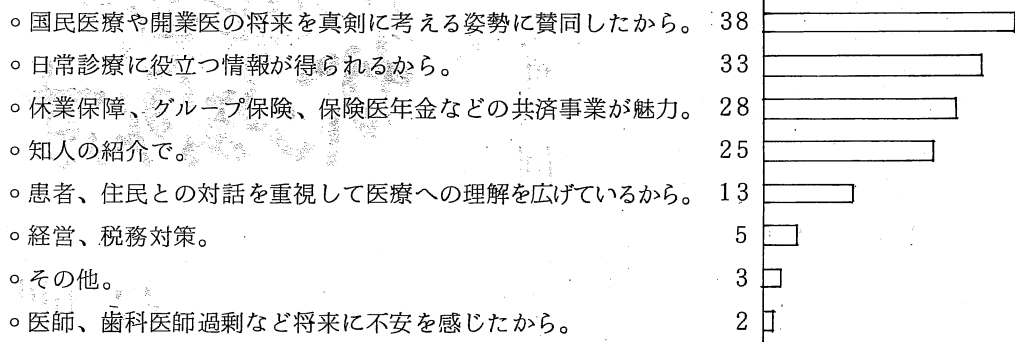 ○国民医療や開業医の将来を真剣に考える姿勢に賛同したから。 38
○日常診療に役立つ情報が得られるから。 33
○休業保障、グループ保険、保険医年金などの共済事業が魅力。 28
○知人の紹介で。 25
○患者、住民との対話を重視して医療への理解を広げているから。 13
○経営、税務対策。 5
○その他。 3
○医師、歯科医師過剰など将来に不安を感じたから。 2